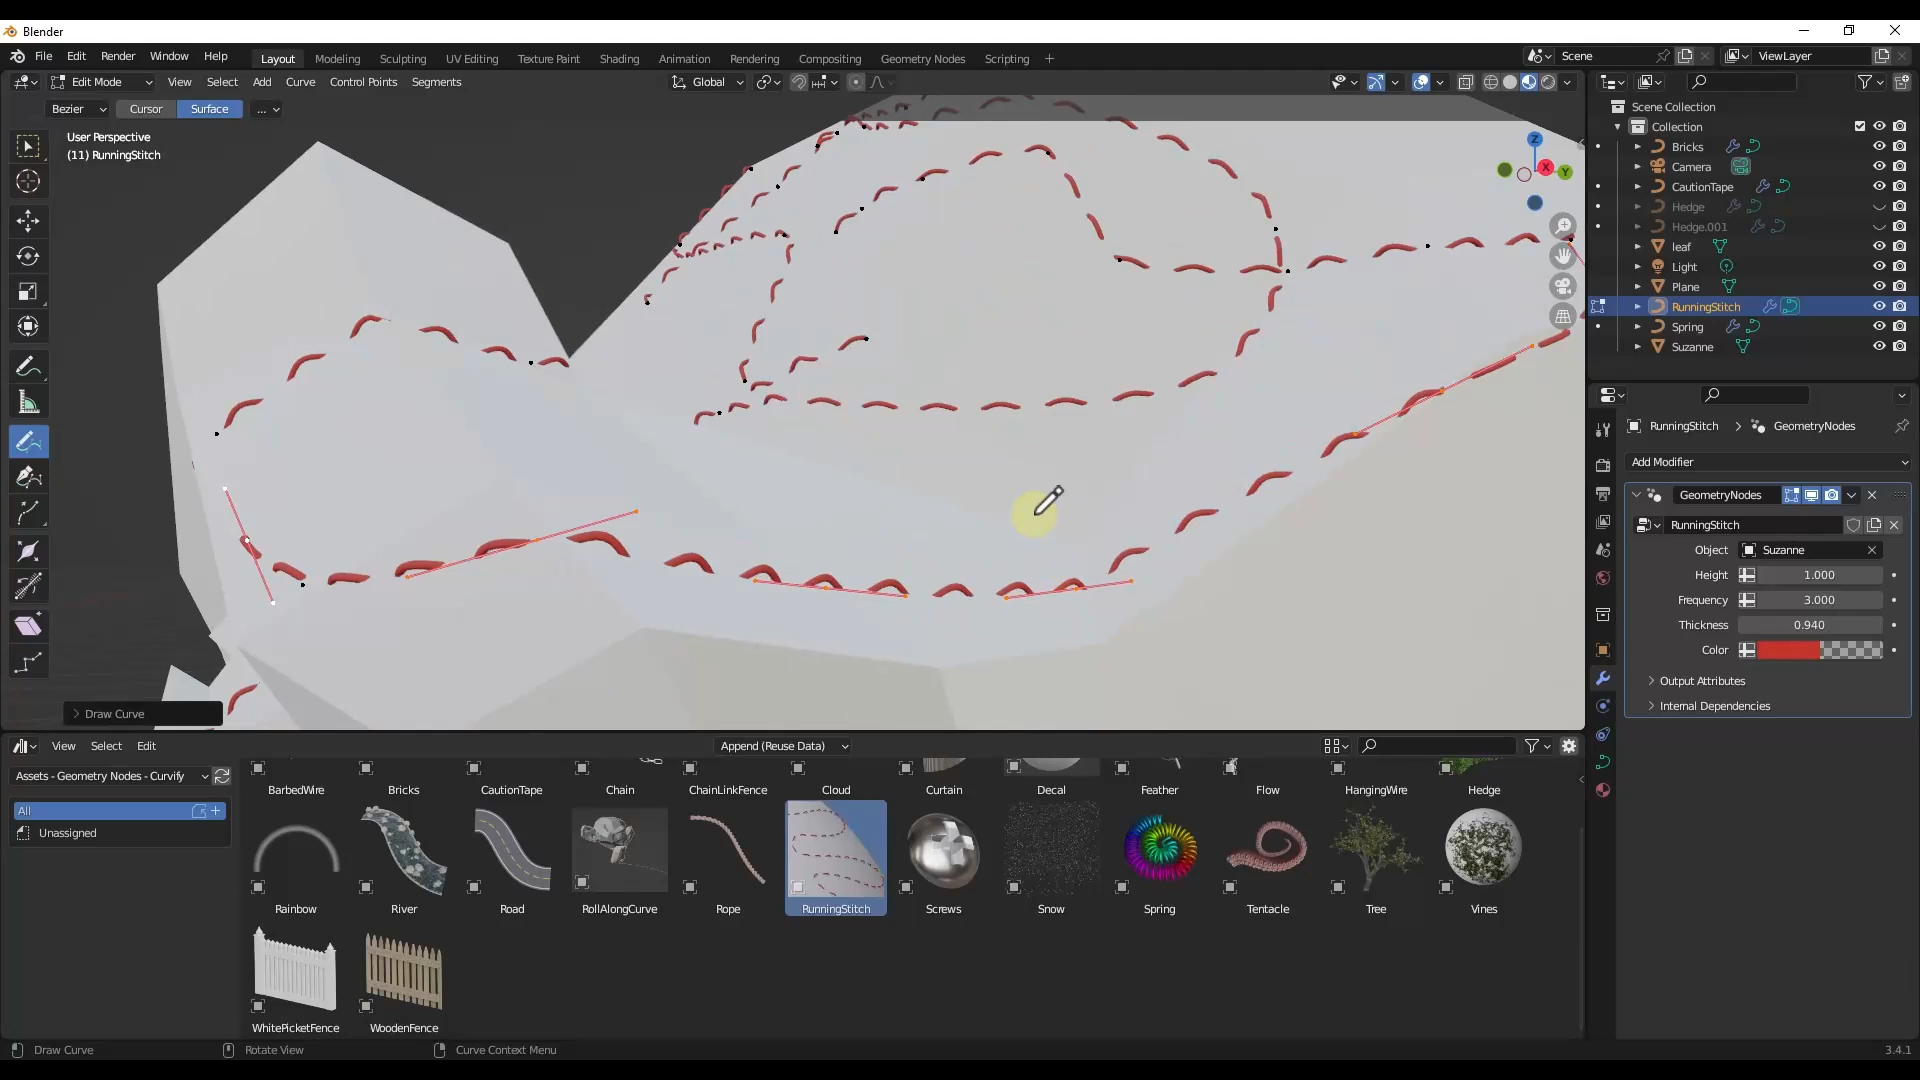 Blender
File Edit Render Window Help
Layout Modeling Sculpting UV Editing Texture Paint Shading Animation Rendering Compositing Geometry Nodes Scripting +
Scene
ViewLayer
Edit Mode View Select Add Curve Control Points Segments
Global
Bezier Cursor Surface ...
User Perspective
(11) RunningStitch
Z
X
Y
Draw Curve
Scene Collection
Collection
Bricks
Camera
CautionTape
Hedge
Hedge.001
leaf
Light
Plane
RunningStitch
Spring
Suzanne
RunningStitch > GeometryNodes
Add Modifier
GeometryNodes
RunningStitch
Object Suzanne
Height 1.000
Frequency 3.000
Thickness 0.940
Color
Output Attributes
Internal Dependencies
View Select Edit
Append (Reuse Data)
Assets - Geometry Nodes - Curvify
All
Unassigned
BarbedWire Bricks CautionTape Chain ChainLinkFence Cloud Curtain Decal Feather Flow HangingWire Hedge
Rainbow River Road RollAlongCurve Rope RunningStitch Screws Snow Spring Tentacle Tree Vines
WhitePicketFence WoodenFence
Draw Curve Rotate View Curve Context Menu
3.4.1